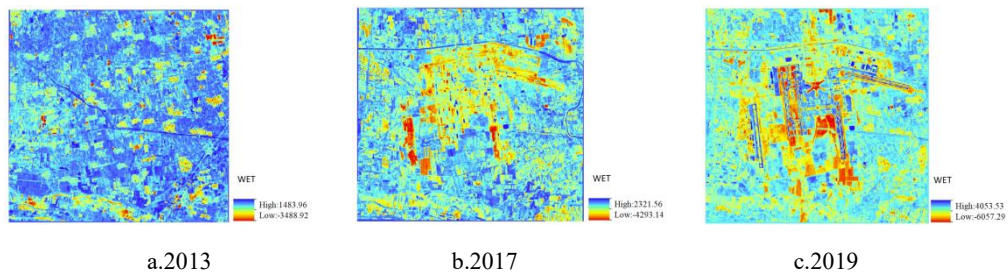 WET
High:1483.96
Low:-3488.92
WET
High:2321.56
Low:-4293.14
WET
High:4053.53
Low:-6057.29
a.2013
b.2017
c.2019